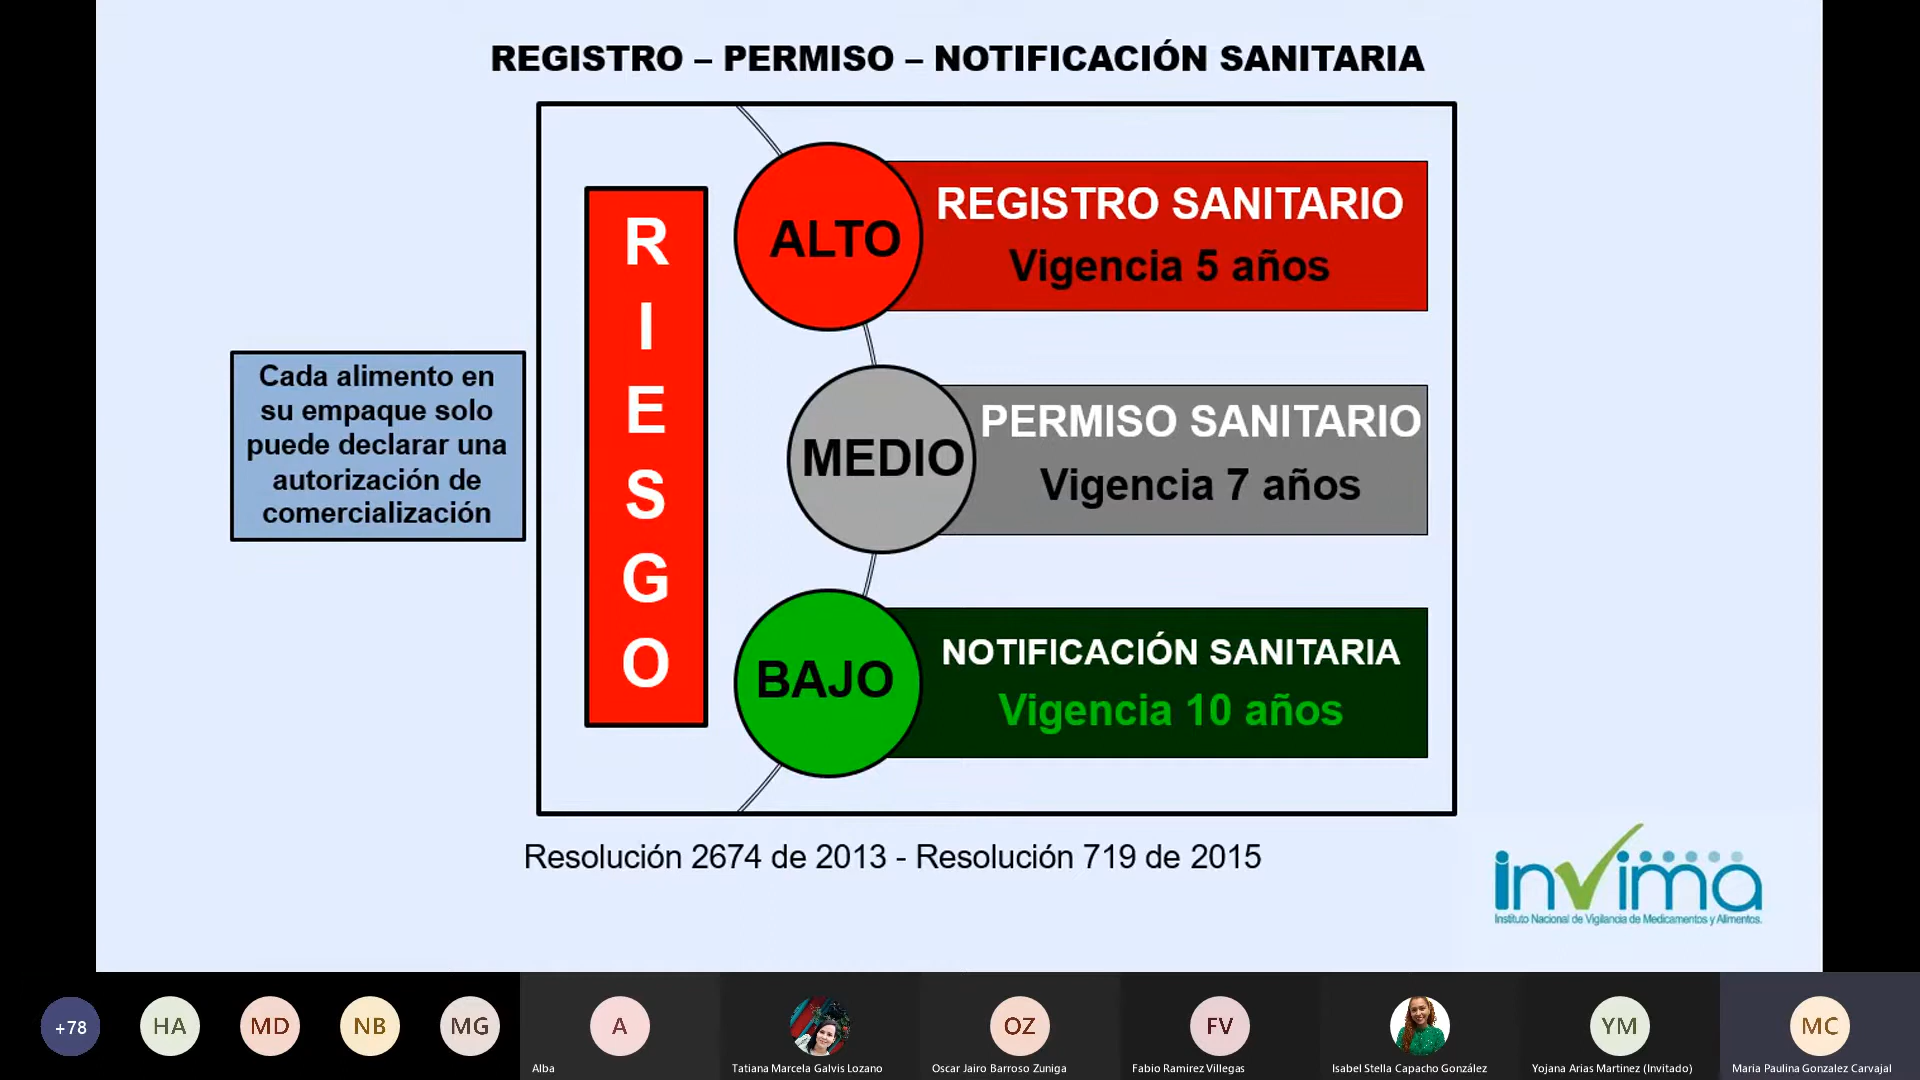 REGISTRO – PERMISO – NOTIFICACIÓN SANITARIA
Cada alimento en
su empaque solo
puede declarar una
autorización de
comercialización
R
I
E
S
G
O
ALTO
REGISTRO SANITARIO
Vigencia 5 años
MEDIO
PERMISO SANITARIO
Vigencia 7 años
BAJO
NOTIFICACIÓN SANITARIA
Vigencia 10 años
Resolución 2674 de 2013 - Resolución 719 de 2015
invima
Instituto Nacional de Vigilancia de Medicamentos y Alimentos.
+78
HA
MD
NB
MG
A
OZ
FV
YM
MC
Alba
Tatiana Marcela Galvis Lozano
Oscar Jairo Barroso Zuniga
Fabio Ramirez Villegas
Isabel Stella Capacho González
Yojana Arias Martinez (Invitado)
Maria Paulina Gonzalez Carvajal